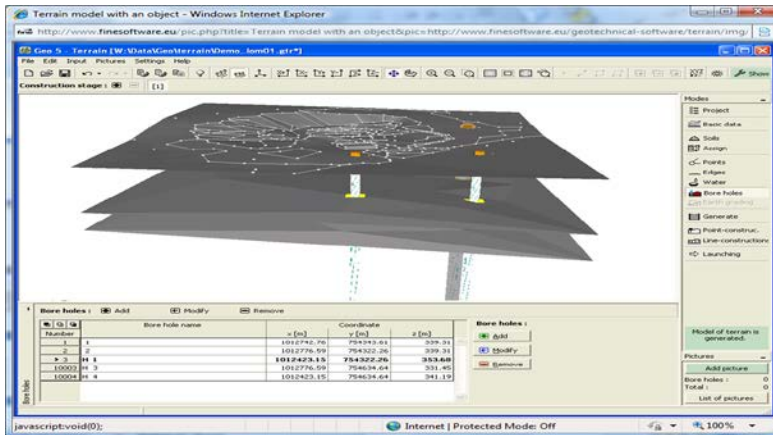 Terrain model with an object - Windows Internet Explorer
http://www.finesoftware.eu/pic.php?title=Terrain model with an object&pic=http://www.finesoftware.eu/geotechnical-software/terrain/img/
Geo 5 - Terrain [W:\Data\Geo\terrain\Demo_lom01.gtr*]
File Edit Input Pictures Settings Help
Show
Construction stage : [1]
Modes
Project
Basic data
Soils
Assign
Points
Edges
Water
Bore holes
Earth grading
Generate
Point-construc.
Line-constructions
Launching
Model of terrain is
generated.
Pictures
Add picture
Bore holes : 0
Total : 0
List of pictures
Bore holes : Add Modify Remove
Bore holes
Number Bore hole name Coordinate
x [m] y [m] z [m]
1 1 1012742.76 754343.61 339.31
2 2 1012776.59 754322.26 339.31
3 H 1 1012423.15 754322.26 353.68
10003 H 3 1012776.59 754634.64 331.45
10004 H 4 1012423.15 754634.64 341.19
Bore holes :
Add
Modify
Remove
javascript:void(0);
Internet | Protected Mode: Off
100%